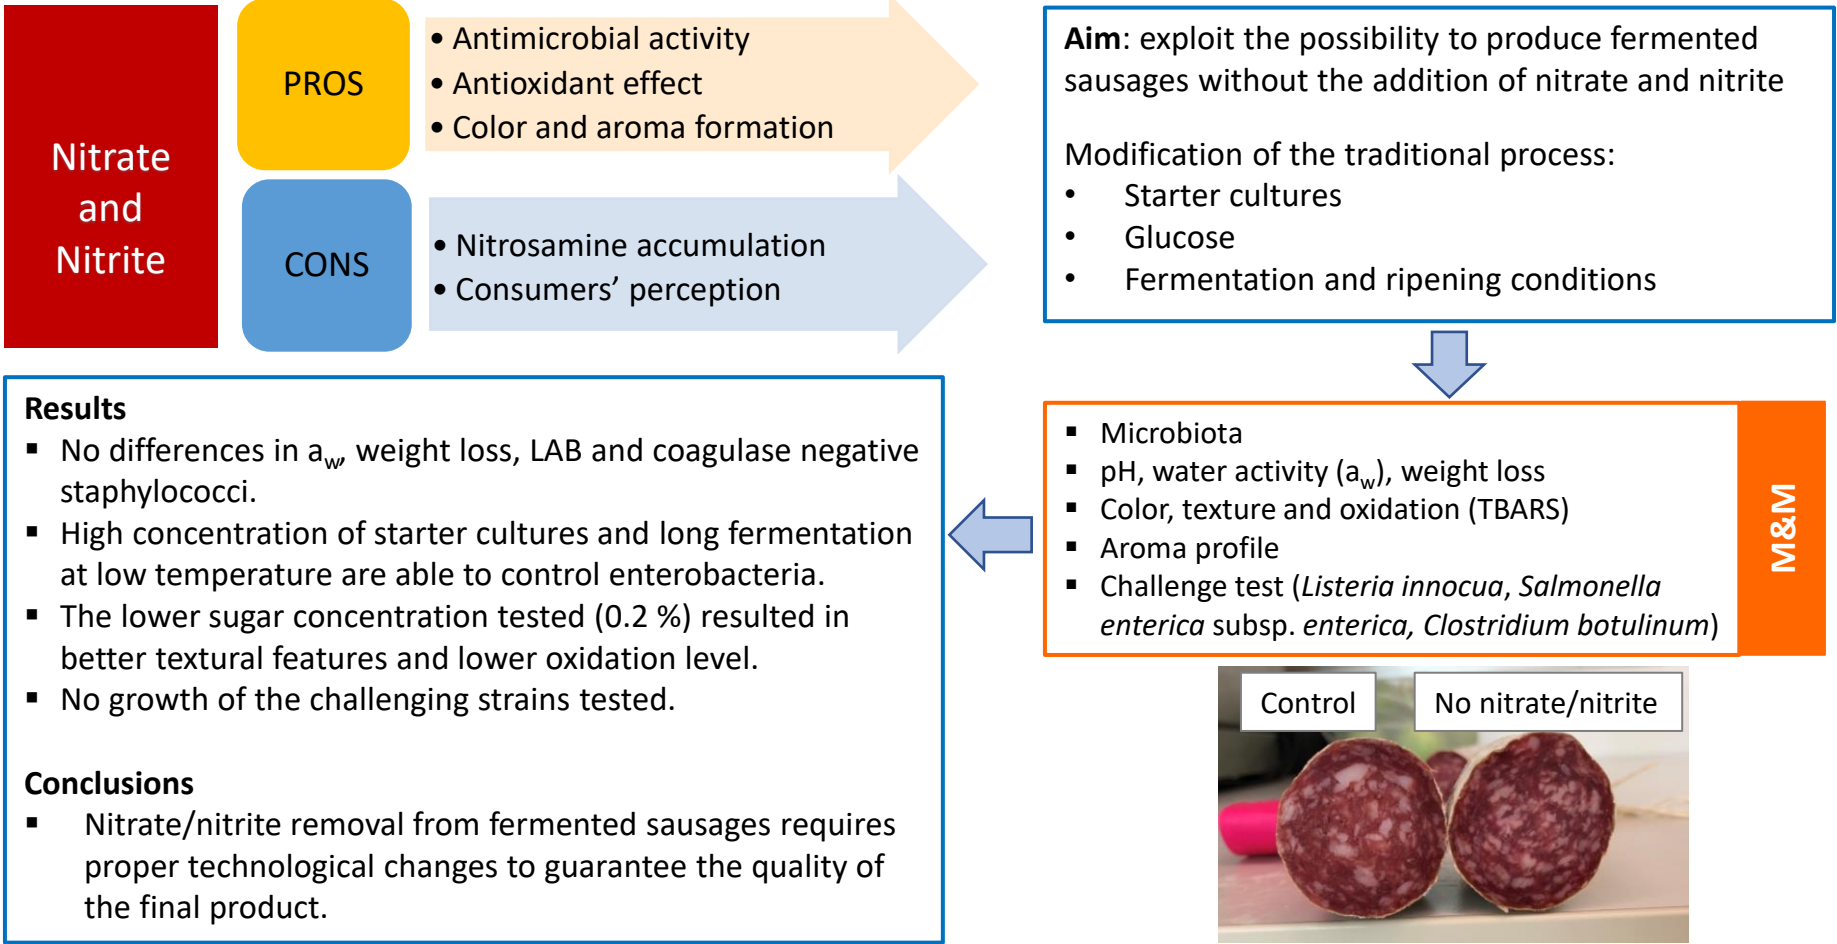 Nitrate
and
Nitrite
PROS
• Antimicrobial activity
• Antioxidant effect
• Color and aroma formation
CONS
• Nitrosamine accumulation
• Consumers’ perception
Aim: exploit the possibility to produce fermented
sausages without the addition of nitrate and nitrite
Modification of the traditional process:
• Starter cultures
• Glucose
• Fermentation and ripening conditions
▪ Microbiota
▪ pH, water activity (aw), weight loss
▪ Color, texture and oxidation (TBARS)
▪ Aroma profile
▪ Challenge test (Listeria innocua, Salmonella
enterica subsp. enterica, Clostridium botulinum)
M&M
Control
No nitrate/nitrite
Results
▪ No differences in aw, weight loss, LAB and coagulase negative
staphylococci.
▪ High concentration of starter cultures and long fermentation
at low temperature are able to control enterobacteria.
▪ The lower sugar concentration tested (0.2 %) resulted in
better textural features and lower oxidation level.
▪ No growth of the challenging strains tested.
Conclusions
▪ Nitrate/nitrite removal from fermented sausages requires
proper technological changes to guarantee the quality of
the final product.